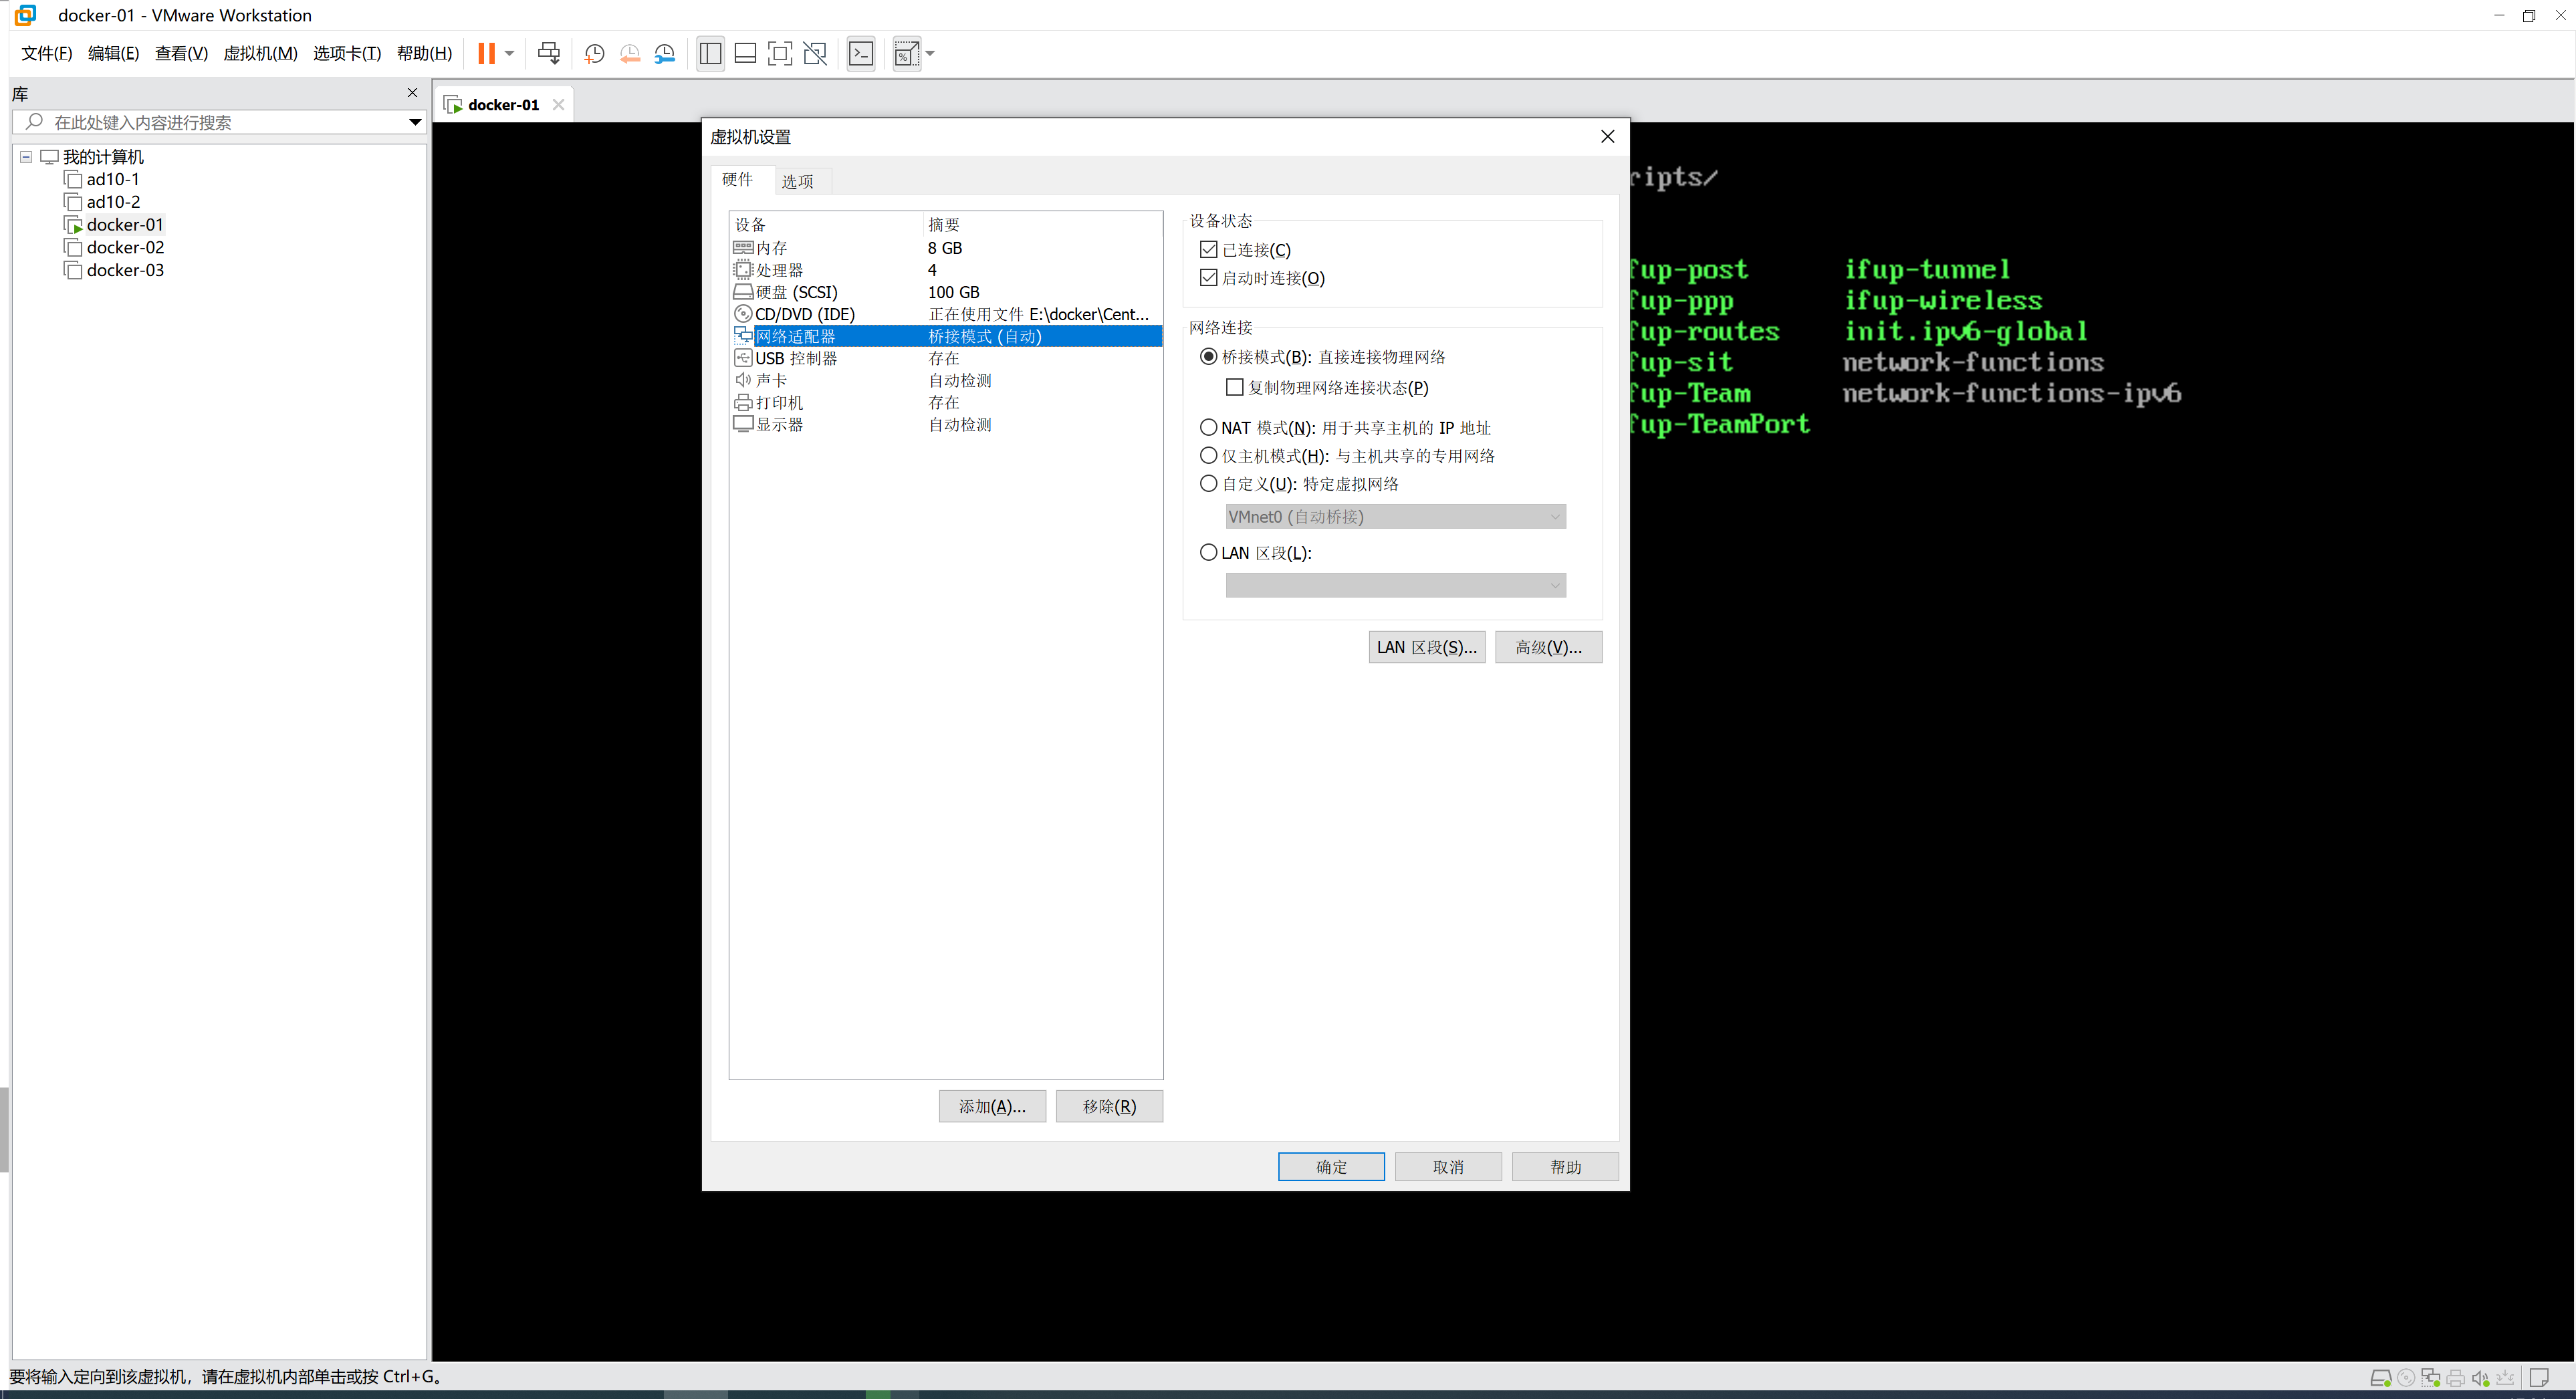 docker-01 - VMware Workstation
文件(F) 编辑(E) 查看(V) 虚拟机(M) 选项卡(T) 帮助(H)
库
在此处键入内容进行搜索
我的计算机
ad10-1
ad10-2
docker-01
docker-02
docker-03
docker-01
虚拟机设置
硬件 选项
设备 摘要
内存 8 GB
处理器 4
硬盘 (SCSI) 100 GB
CD/DVD (IDE) 正在使用文件 E:\docker\Cent...
网络适配器 桥接模式 (自动)
USB 控制器 存在
声卡 自动检测
打印机 存在
显示器 自动检测
添加(A)... 移除(R)
设备状态
已连接(C)
启动时连接(O)
网络连接
桥接模式(B): 直接连接物理网络
复制物理网络连接状态(P)
NAT 模式(N): 用于共享主机的 IP 地址
仅主机模式(H): 与主机共享的专用网络
自定义(U): 特定虚拟网络
VMnet0 (自动桥接)
LAN 区段(L):
LAN 区段(S)... 高级(V)...
确定 取消 帮助
ripts/
fup-post ifup-tunnel
fup-ppp ifup-wireless
fup-routes init.ipv6-global
fup-sit network-functions
fup-Team network-functions-ipv6
fup-TeamPort
要将输入定向到该虚拟机，请在虚拟机内部单击或按 Ctrl+G。